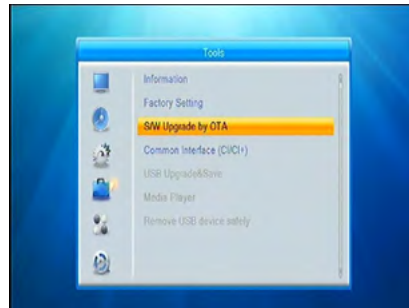 Tools
Information
Factory Setting
S/W Upgrade by OTA
Common Interface (CI/CI+)
USB Upgrade&Save
Media Player
Remove USB device safely